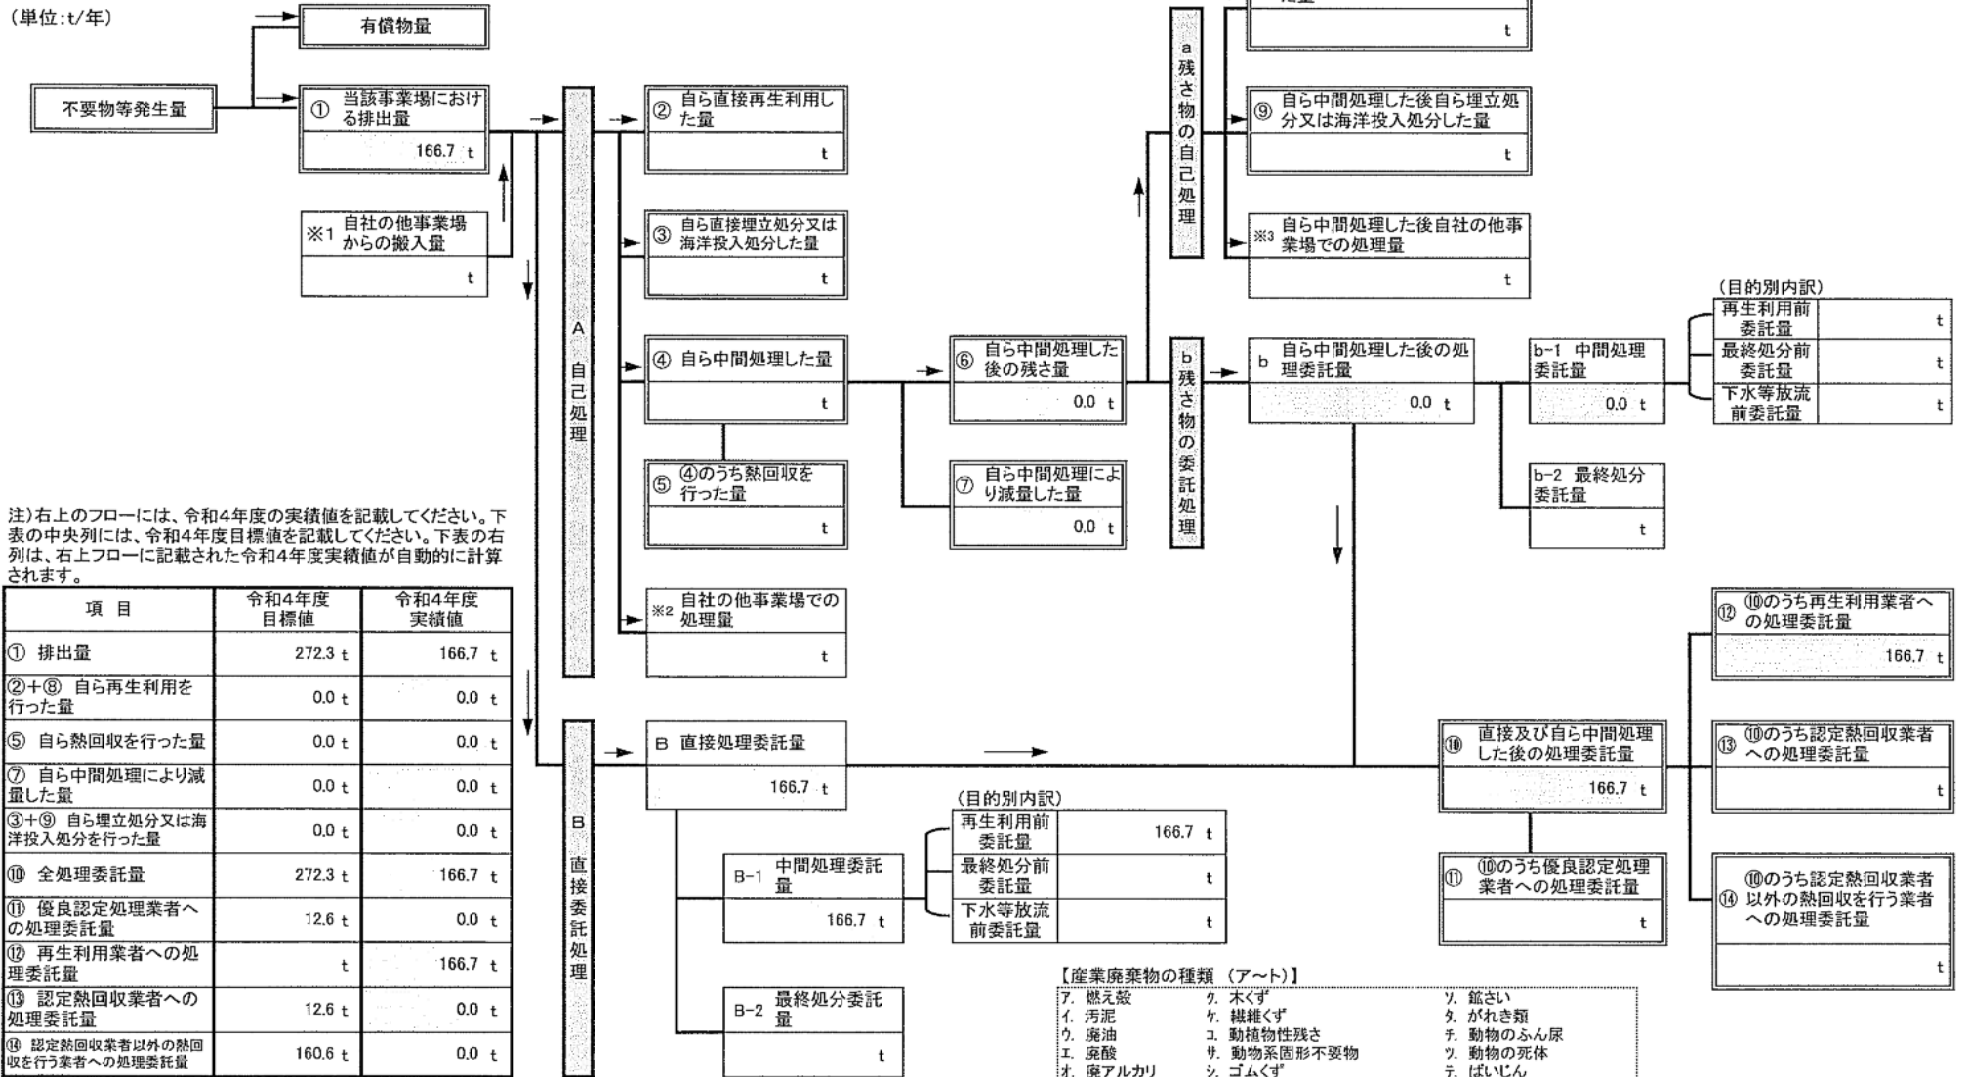 (単位:t/年)
有償物量
不要物等発生量
① 当該事業場におけ
る排出量
166.7 t
※1 自社の他事業場
からの搬入量
t
A 自己処理
② 自ら直接再生利用し
た量
t
③ 自ら直接埋立処分又は
海洋投入処分した量
t
④ 自ら中間処理した量
t
⑤ ④のうち熱回収を
行った量
t
※2 自社の他事業場での
処理量
t
⑥ 自ら中間処理した
後の残さ量
0.0 t
⑦ 自ら中間処理によ
り減量した量
0.0 t
a 残さ物の自己処理
t
⑨ 自ら中間処理した後自ら埋立処
分又は海洋投入処分した量
t
※3 自ら中間処理した後自社の他事
業場での処理量
t
b 残さ物の委託処理
b 自ら中間処理した後の処
理委託量
0.0 t
b-1 中間処理
委託量
0.0 t
(目的別内訳)
再生利用前
委託量 t
最終処分前
委託量 t
下水等放流
前委託量 t
b-2 最終処分
委託量
t
注)右上のフローには、令和4年度の実績値を記載してください。下
表の中央列には、令和4年度目標値を記載してください。下表の右
列は、右上フローに記載された令和4年度実績値が自動的に計算
されます。
項 目 令和4年度目標値 令和4年度実績値
① 排出量 272.3 t 166.7 t
②+⑧ 自ら再生利用を
行った量 0.0 t 0.0 t
⑤ 自ら熱回収を行った量 0.0 t 0.0 t
⑦ 自ら中間処理により減
量した量 0.0 t 0.0 t
③+⑨ 自ら埋立処分又は海
洋投入処分を行った量 0.0 t 0.0 t
⑩ 全処理委託量 272.3 t 166.7 t
⑪ 優良認定処理業者へ
の処理委託量 12.6 t 0.0 t
⑫ 再生利用業者への処
理委託量 t 166.7 t
⑬ 認定熱回収業者への
処理委託量 12.6 t 0.0 t
⑭ 認定熱回収業者以外の熱回
収を行う業者への処理委託量 160.6 t 0.0 t
B 直接委託処理
B 直接処理委託量
166.7 t
B-1 中間処理委託
量
166.7 t
(目的別内訳)
再生利用前
委託量 166.7 t
最終処分前
委託量 t
下水等放流
前委託量 t
B-2 最終処分委託
量
t
⑩ 直接及び自ら中間処理
した後の処理委託量
166.7 t
⑪ ⑩のうち優良認定処理
業者への処理委託量
t
⑫ ⑩のうち再生利用業者へ
の処理委託量
166.7 t
⑬ ⑩のうち認定熱回収業者
への処理委託量
t
⑩のうち認定熱回収業者
⑭ 以外の熱回収を行う業者
への処理委託量
t
【産業廃棄物の種類 (ア~ト)】
ア. 燃え殻 ク. 木くず ソ. 鉱さい
イ. 汚泥 ケ. 繊維くず タ. がれき類
ウ. 廃油 コ. 動植物性残さ チ. 動物のふん尿
エ. 廃酸 サ. 動物系固形不要物 ツ. 動物の死体
オ. 廃アルカリ シ. ゴムくず テ. ばいじん